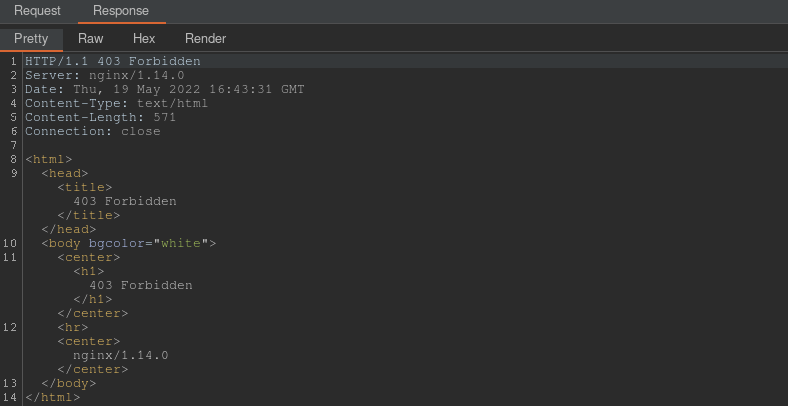 Request Response
Pretty Raw Hex Render
1 HTTP/1.1 403 Forbidden
2 Server: nginx/1.14.0
3 Date: Thu, 19 May 2022 16:43:31 GMT
4 Content-Type: text/html
5 Content-Length: 571
6 Connection: close
7
8 <html>
9 <head>
<title>
403 Forbidden
</title>
</head>
10 <body bgcolor="white">
11 <center>
<h1>
403 Forbidden
</h1>
</center>
12 <hr>
<center>
nginx/1.14.0
</center>
13 </body>
14 </html>